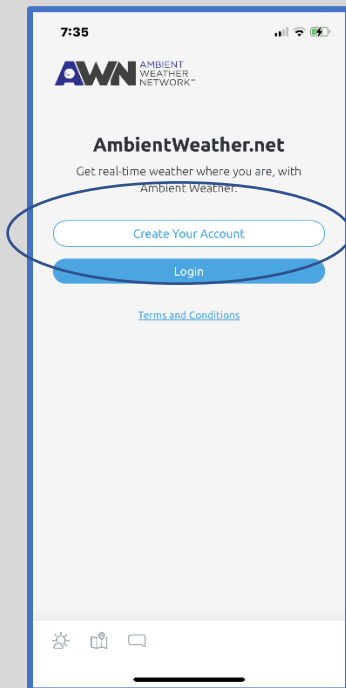 7:35
AWN
AMBIENT
WEATHER
NETWORK™
AmbientWeather.net
Get real-time weather where you are, with
Ambient Weather.
Create Your Account
Login
Terms and Conditions